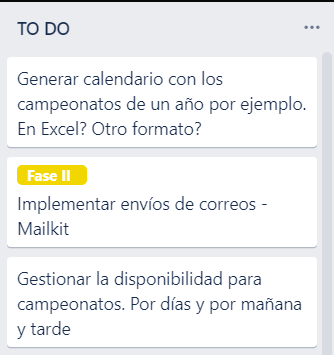 TO DO
Generar calendario con los
campeonatos de un año por ejemplo.
En Excel? Otro formato?
Fase II
Implementar envíos de correos -
Mailkit
Gestionar la disponibilidad para
campeonatos. Por días y por mañana
y tarde